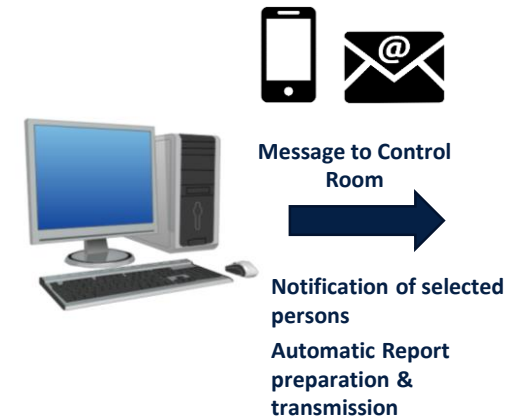 @
Message to Control
Room
Notification of selected
persons
Automatic Report
preparation &
transmission